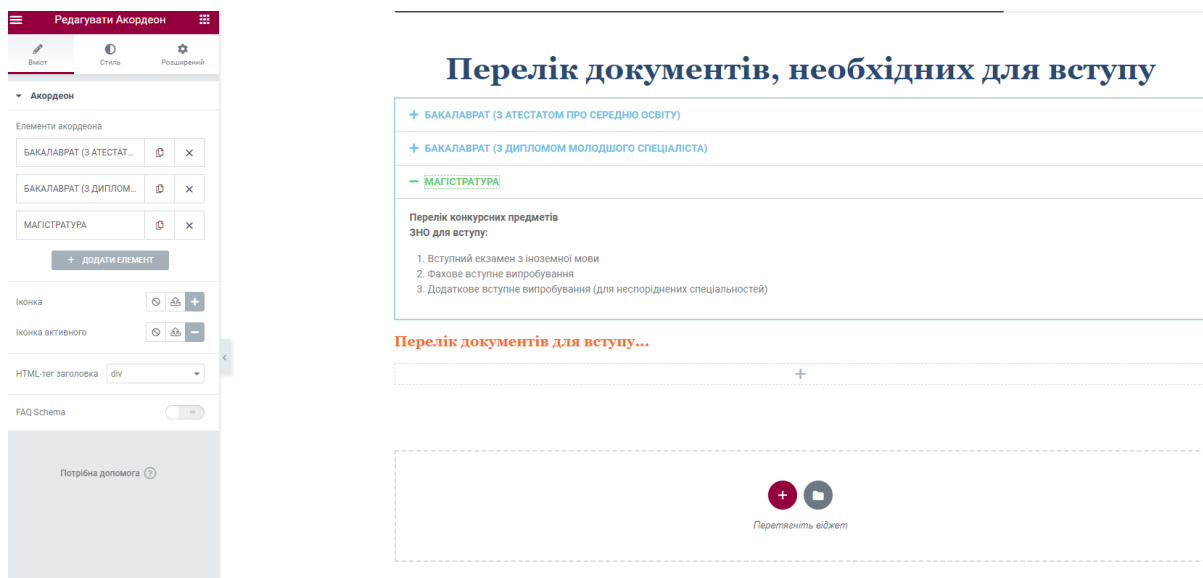 Редагувати Акордеон
Вміст
Стиль
Розширений
Акордеон
Елементи акордеона
БАКАЛАВРАТ (З АТЕСТАТ...
БАКАЛАВРАТ (З ДИПЛОМ...
МАГІСТРАТУРА
+ ДОДАТИ ЕЛЕМЕНТ
Іконка
Іконка активного
HTML-тег заголовка div
FAQ Schema
Потрібна допомога ?
Перелік документів, необхідних для вступу
БАКАЛАВРАТ (З АТЕСТАТОМ ПРО СЕРЕДНЮ ОСВІТУ)
БАКАЛАВРАТ (З ДИПЛОМОМ МОЛОДШОГО СПЕЦІАЛІСТА)
МАГІСТРАТУРА
Перелік конкурсних предметів
ЗНО для вступу:
1. Вступний екзамен з іноземної мови
2. Фахове вступне випробування
3. Додаткове вступне випробування (для неспоріднених спеціальностей)
Перелік документів для вступу...
Перетягніть віджет